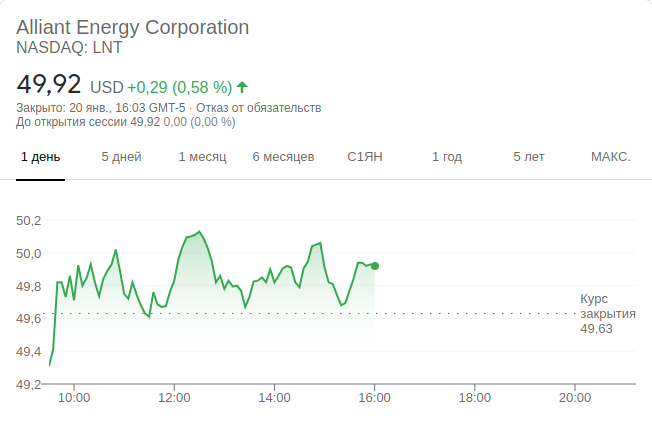 Alliant Energy Corporation
NASDAQ: LNT
49,92 USD +0,29 (0,58 %)
Закрыто: 20 янв., 16:03 GMT-5 · Отказ от обязательств
До открытия сессии 49,92 0,00 (0,00 %)
1 день 5 дней 1 месяц 6 месяцев С1ЯН 1 год 5 лет МАКС.
50,2
50,0
49,8
49,6
49,4
49,2
Курс
закрытия
49,63
10:00 12:00 14:00 16:00 18:00 20:00